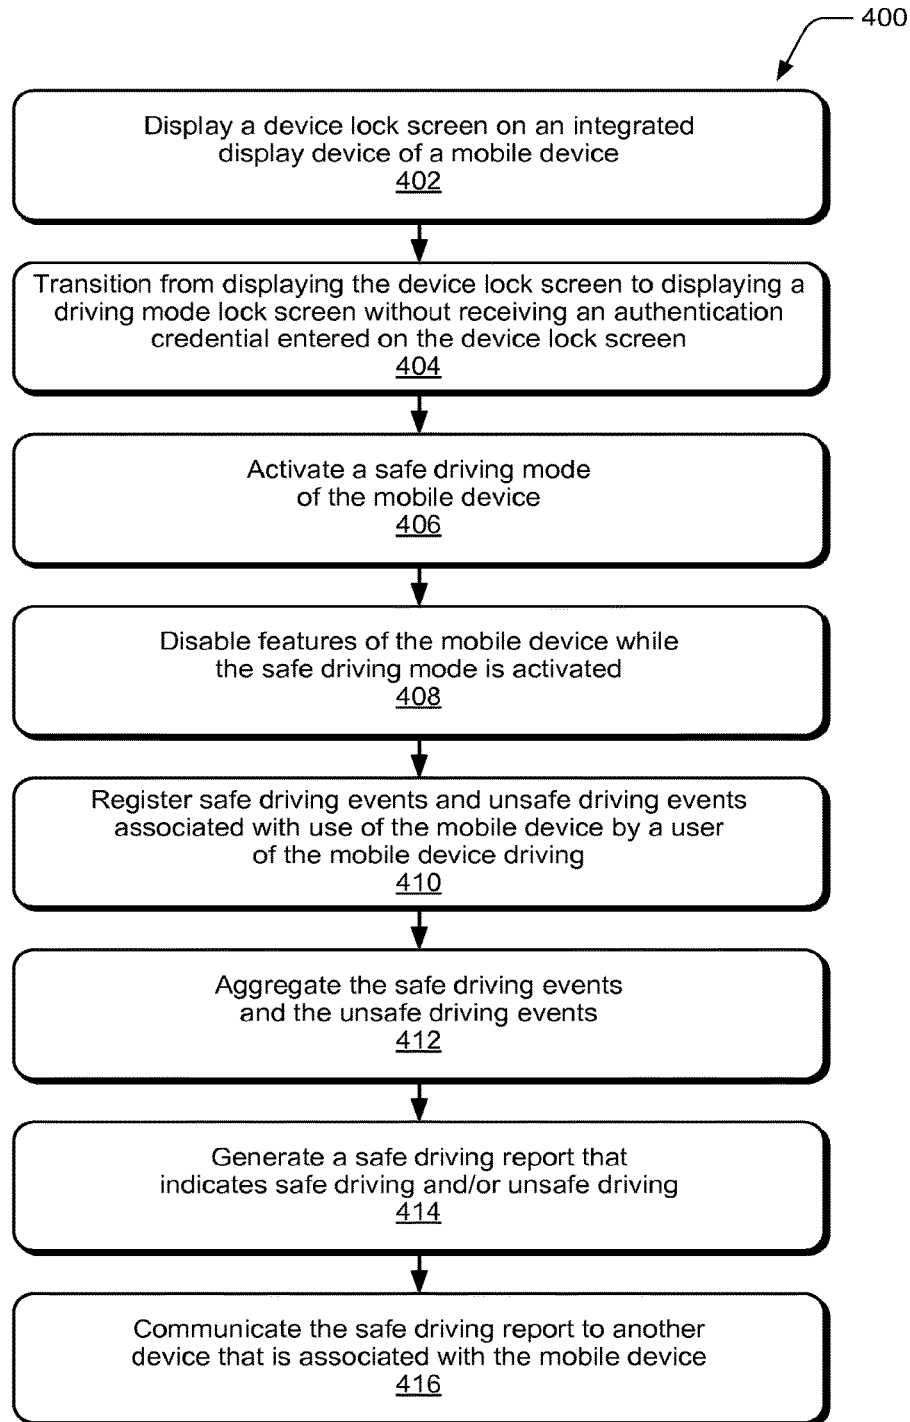 400
Display a device lock screen on an integrated
display device of a mobile device
402
Transition from displaying the device lock screen to displaying a
driving mode lock screen without receiving an authentication
credential entered on the device lock screen
404
Activate a safe driving mode
of the mobile device
406
Disable features of the mobile device while
the safe driving mode is activated
408
Register safe driving events and unsafe driving events
associated with use of the mobile device by a user
of the mobile device driving
410
Aggregate the safe driving events
and the unsafe driving events
412
Generate a safe driving report that
indicates safe driving and/or unsafe driving
414
Communicate the safe driving report to another
device that is associated with the mobile device
416